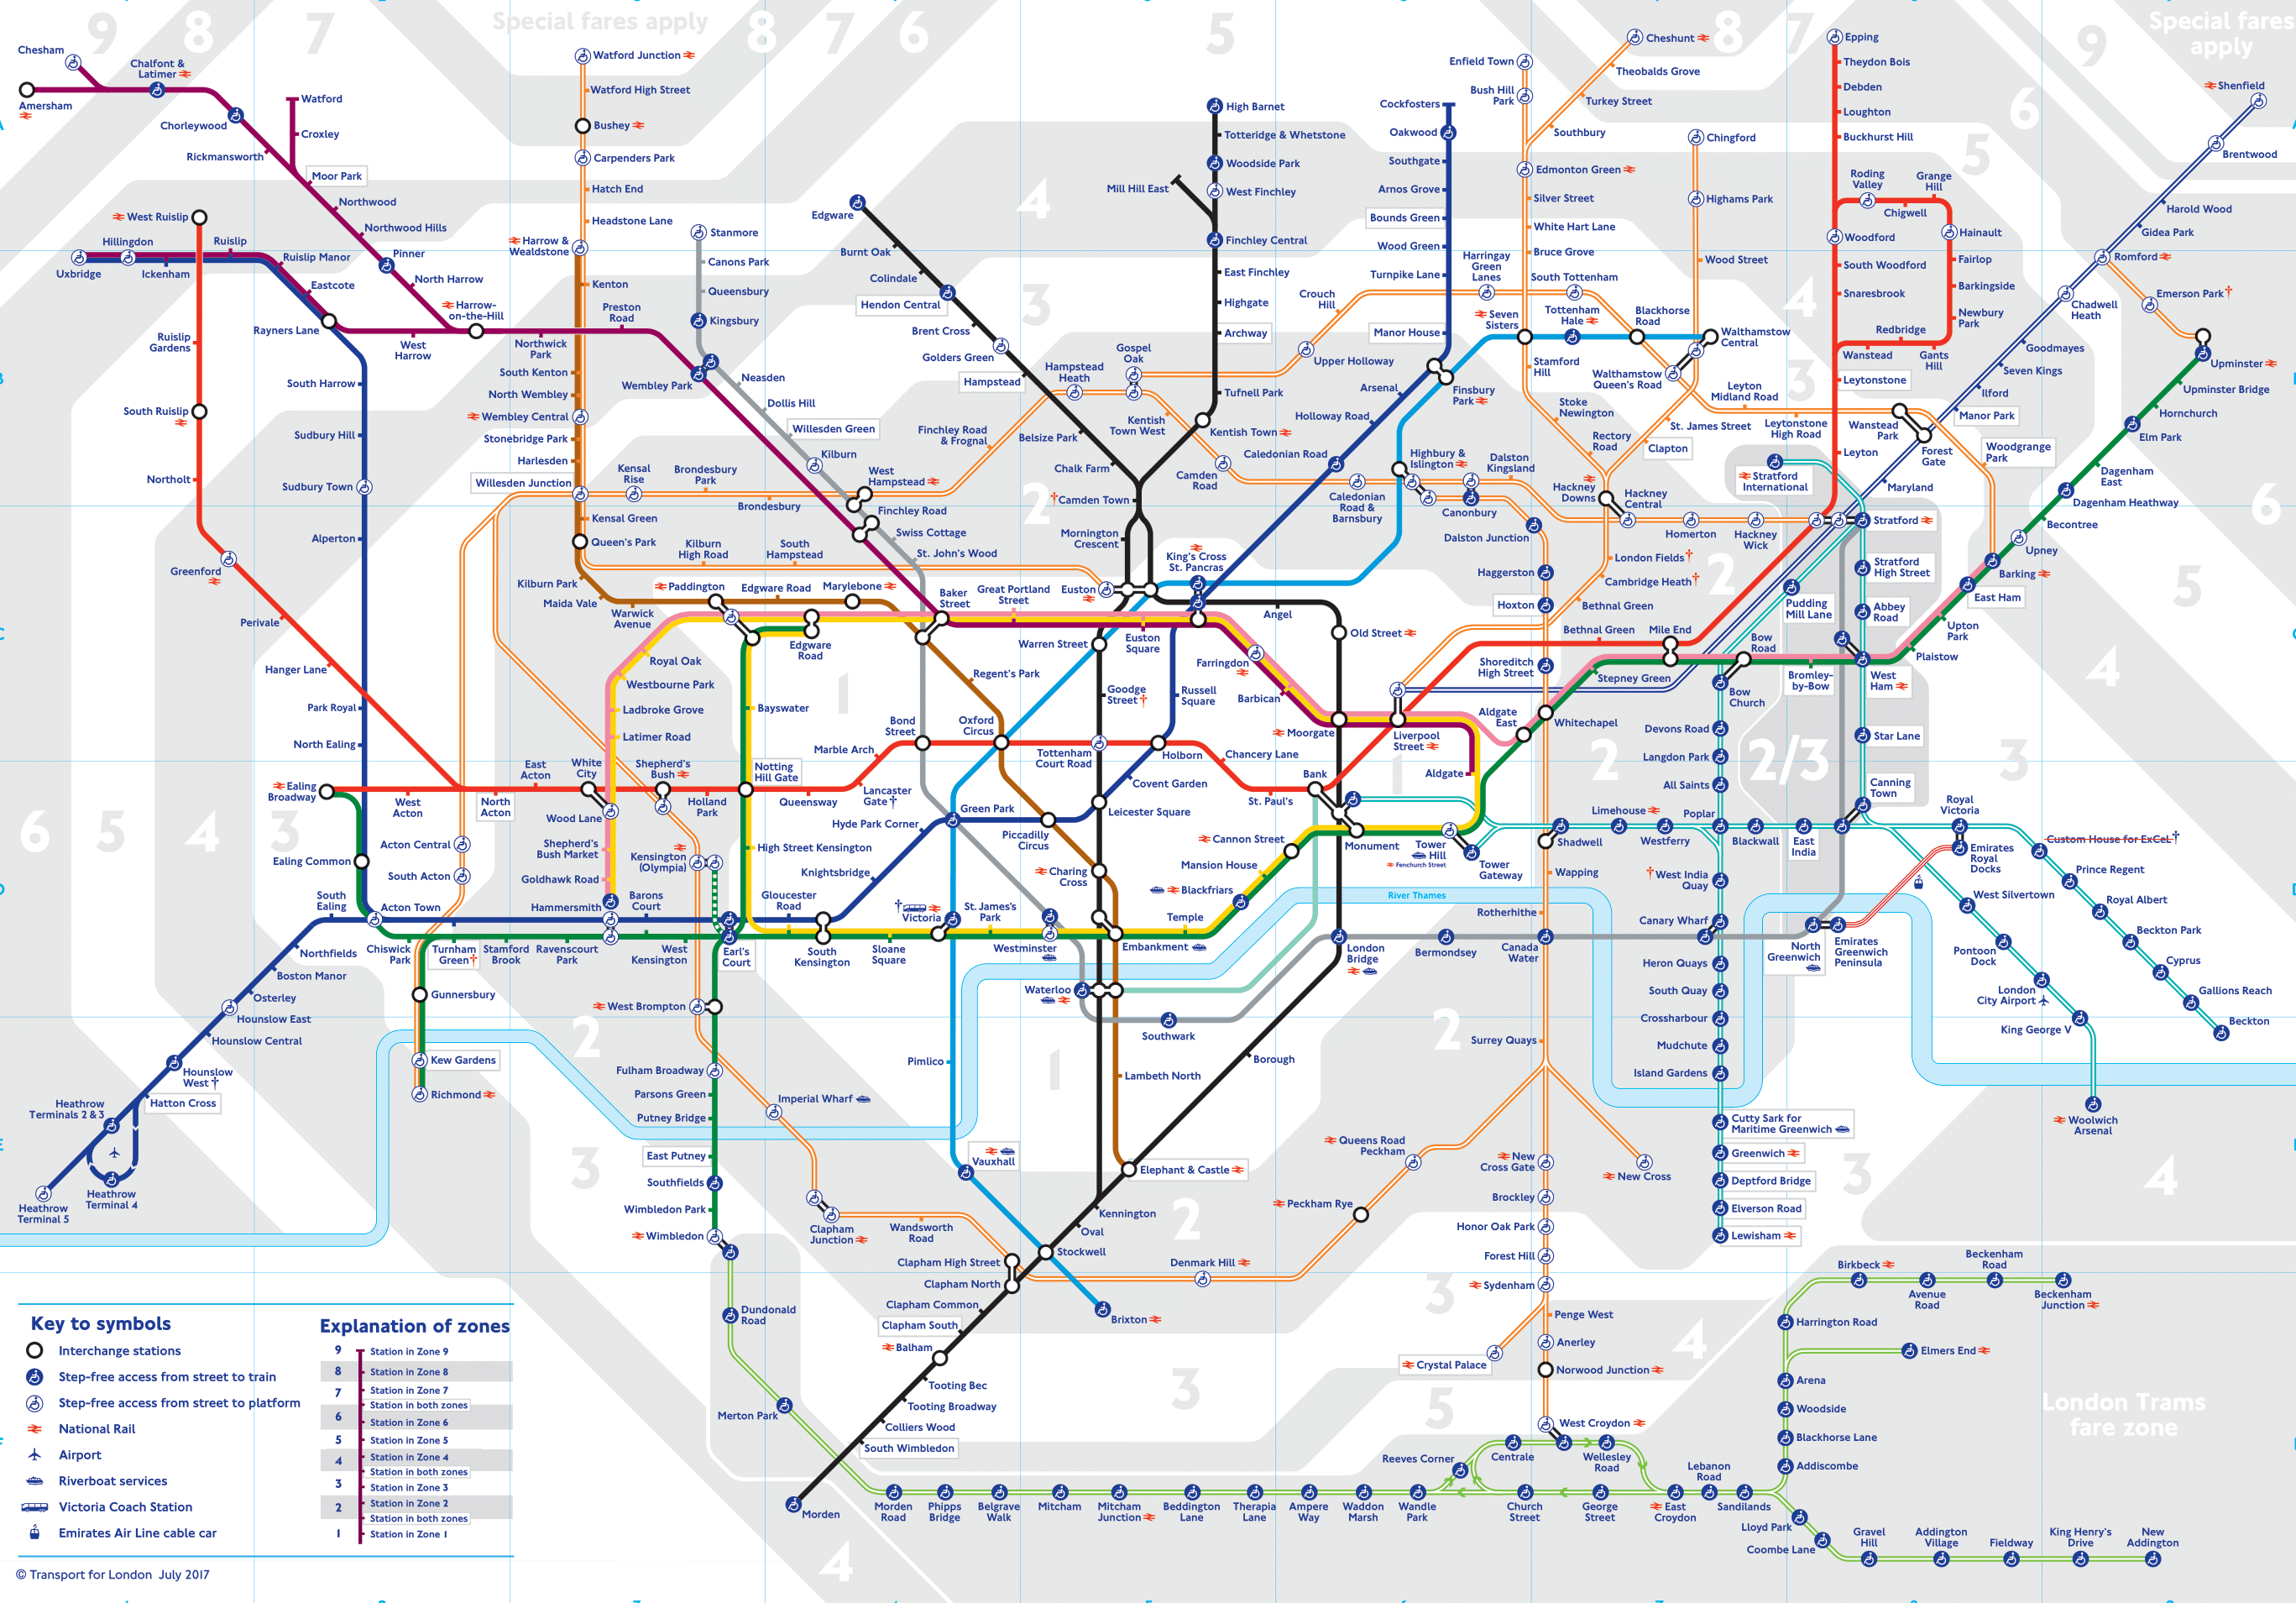 9
8
7
Special fares apply
8
7
6
5
8
7
9
Special fares
apply
Chesham
Chalfont &
Latimer
Amersham
Chorleywood
Rickmansworth
Watford
Croxley
Moor Park
Northwood
Northwood Hills
Pinner
North Harrow
Harrow-
on-the-Hill
West Ruislip
Hillingdon
Ruislip
Uxbridge
Ickenham
Ruislip Manor
Eastcote
Rayners Lane
West
Harrow
Northwick
Park
Preston
Road
Ruislip
Gardens
South Ruislip
Northolt
Greenford
Perivale
Hanger Lane
South Harrow
Sudbury Hill
Sudbury Town
Alperton
Park Royal
North Ealing
Watford Junction
Watford High Street
Bushey
Carpenders Park
Hatch End
Headstone Lane
Harrow &
Wealdstone
Kenton
South Kenton
North Wembley
Wembley Central
Stonebridge Park
Harlesden
Willesden Junction
Kensal Green
Queen's Park
Kilburn Park
Maida Vale
Warwick
Avenue
Stanmore
Canons Park
Queensbury
Kingsbury
Wembley Park
Neasden
Dollis Hill
Willesden Green
Kilburn
West
Hampstead
Finchley Road
Swiss Cottage
St. John's Wood
Kensal
Rise
Brondesbury
Park
Brondesbury
Kilburn
High Road
South
Hampstead
Finchley Road
& Frognal
Edgware
Burnt Oak
Colindale
Hendon Central
Brent Cross
Golders Green
Hampstead
Belsize Park
Chalk Farm
Camden Town
Mornington
Crescent
4
3
2
Mill Hill East
High Barnet
Totteridge & Whetstone
Woodside Park
West Finchley
Finchley Central
East Finchley
Highgate
Archway
Tufnell Park
Kentish Town
Hampstead
Heath
Gospel
Oak
Kentish
Town West
Camden
Road
Caledonian
Road &
Barnsbury
Upper Holloway
Crouch
Hill
Harringay
Green
Lanes
South Tottenham
Cockfosters
Oakwood
Southgate
Arnos Grove
Bounds Green
Wood Green
Turnpike Lane
Manor House
Finsbury
Park
Arsenal
Holloway Road
Caledonian Road
Highbury &
Islington
Canonbury
Dalston
Kingsland
Dalston Junction
Haggerston
Hoxton
Shoreditch
High Street
Enfield Town
Bush Hill
Park
Cheshunt
Theobalds Grove
Turkey Street
Southbury
Edmonton Green
Silver Street
White Hart Lane
Bruce Grove
Seven
Sisters
Tottenham
Hale
Blackhorse
Road
Walthamstow
Central
Walthamstow
Queen's Road
Stamford
Hill
Stoke
Newington
Rectory
Road
Clapton
St. James Street
Hackney
Downs
Hackney
Central
Homerton
Hackney
Wick
London Fields
Cambridge Heath
Bethnal Green
Chingford
Highams Park
Wood Street
Leyton
Midland Road
Leytonstone
High Road
Wanstead
Park
Forest
Gate
Woodgrange
Park
Manor Park
Ilford
Seven Kings
Goodmayes
Chadwell
Heath
Romford
Gidea Park
Harold Wood
Brentwood
Shenfield
Emerson Park
Upminster
Upminster Bridge
Hornchurch
Elm Park
Dagenham
East
Dagenham Heathway
Becontree
Upney
Barking
East Ham
Upton
Park
Plaistow
West
Ham
Bromley-
by-Bow
Bow
Road
Mile End
Bethnal Green
Stepney Green
Whitechapel
Epping
Theydon Bois
Debden
Loughton
Buckhurst Hill
Roding
Valley
Grange
Hill
Chigwell
Woodford
Hainault
South Woodford
Fairlop
Snaresbrook
Barkingside
Newbury
Park
Redbridge
Wanstead
Gants
Hill
Leytonstone
Leyton
Stratford
International
Maryland
Stratford
Stratford
High Street
Pudding
Mill Lane
Abbey
Road
Bow
Church
Devons Road
Langdon Park
All Saints
Poplar
Star Lane
Canning
Town
4
3
5
6
6
5
4
3
2
2
2/3
Paddington
Edgware Road
Marylebone
Edgware
Road
Baker
Street
Great Portland
Street
Euston
King's Cross
St. Pancras
Angel
Old Street
Warren Street
Euston
Square
Farringdon
Barbican
Moorgate
Liverpool
Street
Aldgate
East
Aldgate
Royal Oak
Westbourne Park
Ladbroke Grove
Latimer Road
1
Bayswater
Regent's Park
Goodge
Street
Russell
Square
Bond
Street
Oxford
Circus
Tottenham
Court Road
Holborn
Chancery Lane
St. Paul's
Bank
1
Marble Arch
Lancaster
Gate
Queensway
Notting
Hill Gate
Holland
Park
Shepherd's
Bush
White
City
East
Acton
North
Acton
West
Acton
Ealing
Broadway
Wood Lane
Shepherd's
Bush Market
Goldhawk Road
Hammersmith
Kensington
(Olympia)
High Street Kensington
Acton Central
South Acton
Ealing Common
South
Ealing
Acton Town
Chiswick
Park
Turnham
Green
Stamford
Brook
Ravenscourt
Park
Barons
Court
West
Kensington
Earl's
Court
Gloucester
Road
South
Kensington
Knightsbridge
Hyde Park Corner
Green Park
Piccadilly
Circus
Covent Garden
Leicester Square
Charing
Cross
Victoria
St. James's
Park
Sloane
Square
Westminster
Embankment
Temple
Blackfriars
Mansion House
Cannon Street
Monument
Tower
Hill
Fenchurch Street
Tower
Gateway
Shadwell
Limehouse
Westferry
Blackwall
East
India
Royal
Victoria
Emirates
Royal
Docks
Custom House for ExCeL
Prince Regent
Royal Albert
Beckton Park
Cyprus
Gallions Reach
Beckton
West Silvertown
Pontoon
Dock
London
City Airport
King George V
Woolwich
Arsenal
North
Greenwich
Emirates
Greenwich
Peninsula
West India
Quay
Canary Wharf
Heron Quays
South Quay
Crossharbour
Mudchute
Island Gardens
Cutty Sark for
Maritime Greenwich
Greenwich
Deptford Bridge
Elverson Road
Lewisham
River Thames
Wapping
Rotherhithe
Canada
Water
Bermondsey
London
Bridge
Southwark
Waterloo
Surrey Quays
6
5
4
3
Northfields
Boston Manor
Osterley
Hounslow East
Hounslow Central
Hounslow
West
Hatton Cross
Heathrow
Terminals 2 & 3
Heathrow
Terminal 4
Heathrow
Terminal 5
Gunnersbury
Kew Gardens
Richmond
West Brompton
Fulham Broadway
Parsons Green
Putney Bridge
East Putney
Southfields
Wimbledon Park
Wimbledon
Imperial Wharf
Clapham
Junction
Wandsworth
Road
Pimlico
Vauxhall
Lambeth North
Borough
Elephant & Castle
Kennington
Oval
Stockwell
Brixton
Clapham High Street
Clapham North
Clapham Common
Clapham South
Balham
Tooting Bec
Tooting Broadway
Colliers Wood
South Wimbledon
Morden
Denmark Hill
Peckham Rye
Queens Road
Peckham
New
Cross Gate
New Cross
Brockley
Honor Oak Park
Forest Hill
Sydenham
Penge West
Crystal Palace
Anerley
Norwood Junction
West Croydon
2
3
1
2
2
3
3
4
5
3
4
4
Dundonald
Road
Merton Park
Morden
Road
Phipps
Bridge
Belgrave
Walk
Mitcham
Mitcham
Junction
Beddington
Lane
Therapia
Lane
Ampere
Way
Waddon
Marsh
Wandle
Park
Reeves Corner
Centrale
Wellesley
Road
Church
Street
George
Street
East
Croydon
Lebanon
Road
Sandilands
Lloyd Park
Coombe Lane
Gravel
Hill
Addington
Village
Fieldway
King Henry's
Drive
New
Addington
Addiscombe
Blackhorse Lane
Woodside
Arena
Elmers End
Harrington Road
Birkbeck
Avenue
Road
Beckenham
Road
Beckenham
Junction
London Trams
fare zone
Key to symbols
Interchange stations
Step-free access from street to train
Step-free access from street to platform
National Rail
Airport
Riverboat services
Victoria Coach Station
Emirates Air Line cable car
Explanation of zones
9 Station in Zone 9
8 Station in Zone 8
7 Station in Zone 7
Station in both zones
6 Station in Zone 6
5 Station in Zone 5
4 Station in Zone 4
Station in both zones
3 Station in Zone 3
2 Station in Zone 2
Station in both zones
1 Station in Zone 1
© Transport for London July 2017